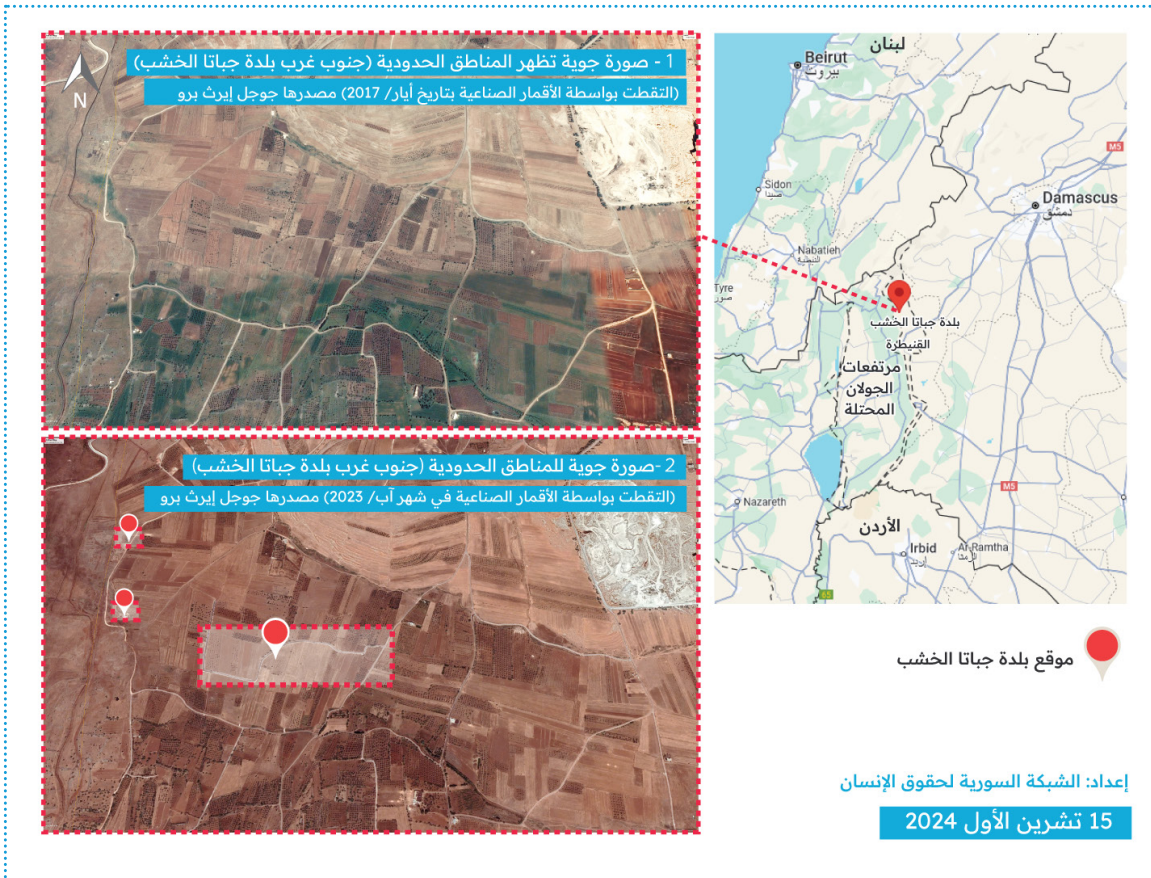 1 - صورة جوية تظهر المناطق الحدودية (جنوب غرب بلدة جباتا الخشب)
(التقطت بواسطة الأقمار الصناعية بتاريخ أيار/ 2017) مصدرها جوجل إيرث برو
N
2 -صورة جوية للمناطق الحدودية (جنوب غرب بلدة جباتا الخشب)
(التقطت بواسطة الأقمار الصناعية في شهر آب/ 2023) مصدرها جوجل إيرث برو
لبنان
Beirut
بيروت
M5
Sidon
صيدا
Damascus
دمشق
Nabatieh
النبطية
Tyre
صور
بلدة جباتا الخشب
القنيطرة
مرتفعات
الجولان
المحتلة
M5
Nazareth
الأردن
Irbid
إربد
Ar Ramtha
الرمثا
65
موقع بلدة جباتا الخشب
إعداد: الشبكة السورية لحقوق الإنسان
15 تشرين الأول 2024